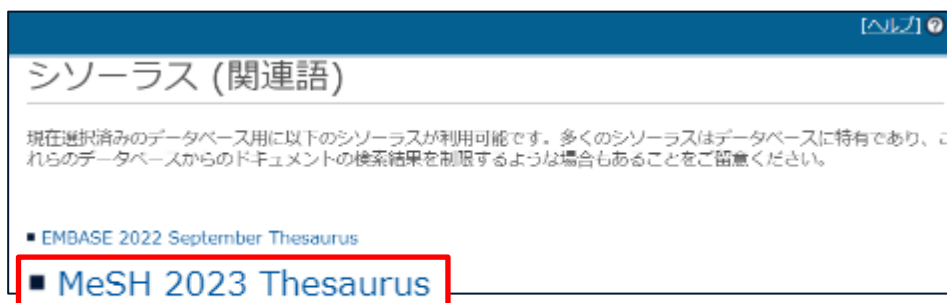 [ヘルプ] ?
シソーラス (関連語)
現在選択済みのデータベース用に以下のシソーラスが利用可能です。多くのシソーラスはデータベースに特有であり、こ
れらのデータベースからのドキュメントの検索結果を制限するような場合もあることをご留意ください。
■ EMBASE 2022 September Thesaurus
■ MeSH 2023 Thesaurus